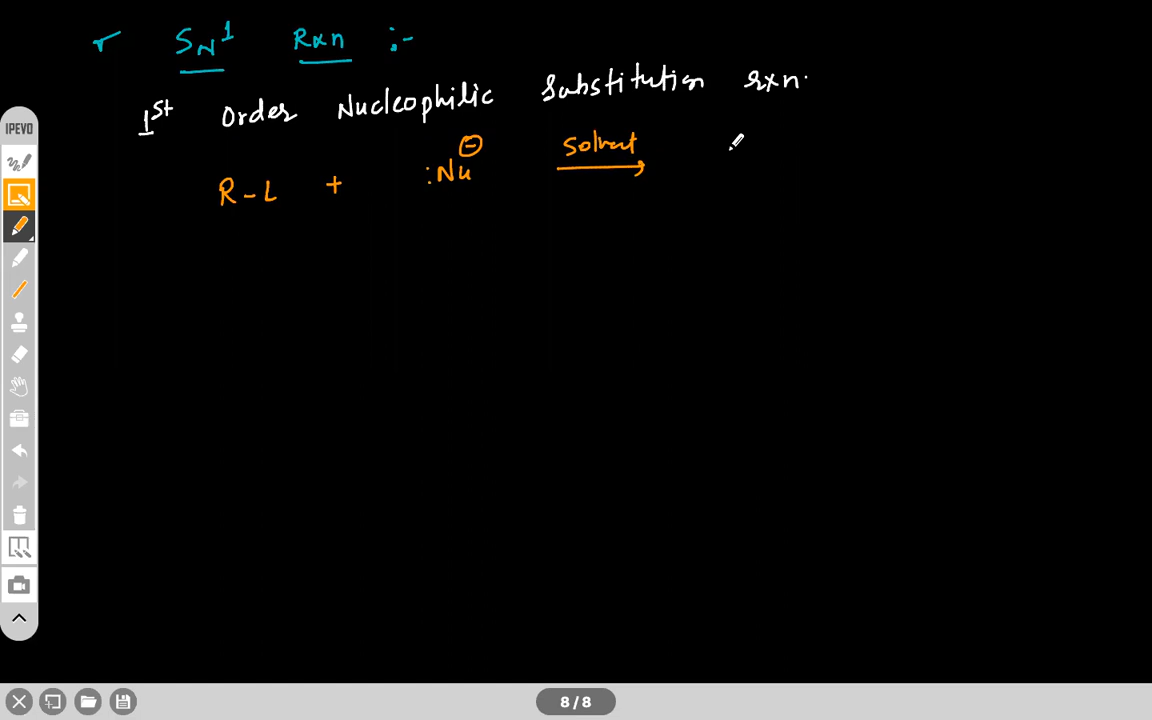 SN1 Rxn :-
1st Order Nucleophilic Substitution rxn.
R-L + :Nu⊖ Solvent →
IPEVO
8 / 8